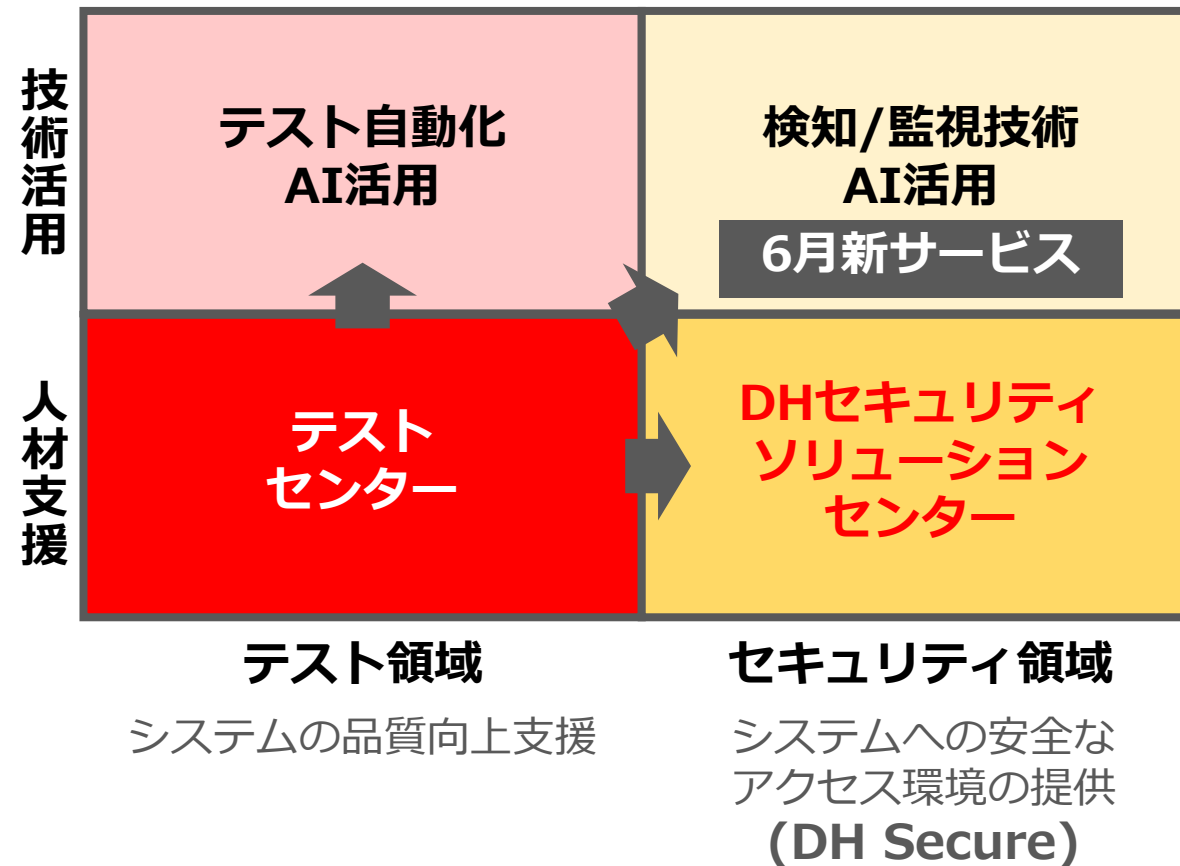 技術活用
テスト自動化
AI活用
検知/監視技術
AI活用
6月新サービス
人材支援
テスト
センター
DHセキュリティ
ソリューション
センター
テスト領域
セキュリティ領域
システムの品質向上支援
システムへの安全な
アクセス環境の提供
(DH Secure)